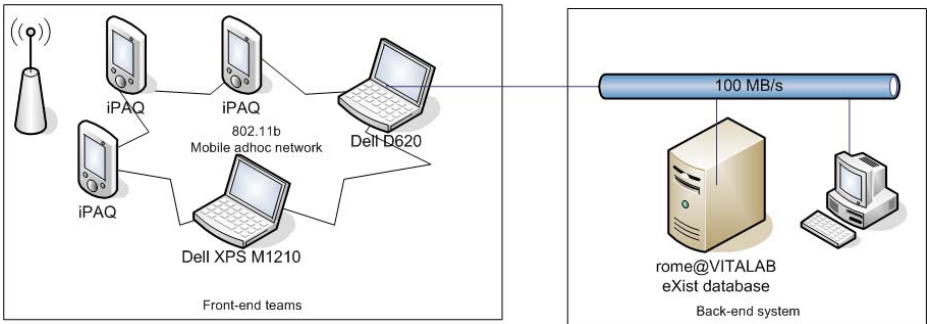 iPAQ
iPAQ
802.11b
Mobile adhoc network
Dell D620
iPAQ
Dell XPS M1210
Front-end teams
100 MB/s
rome@VITALAB
eXist database
Back-end system